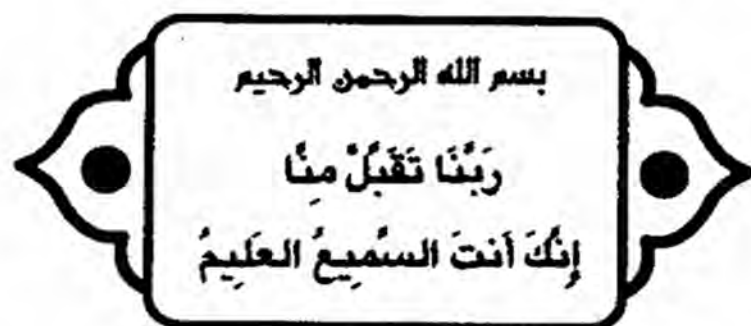 بسم الله الرحمن الرحيم
رَبَّنَا تَقَبَّلْ مِنَّا
إِنَّكَ أَنتَ السَّمِيعُ العَلِيمُ